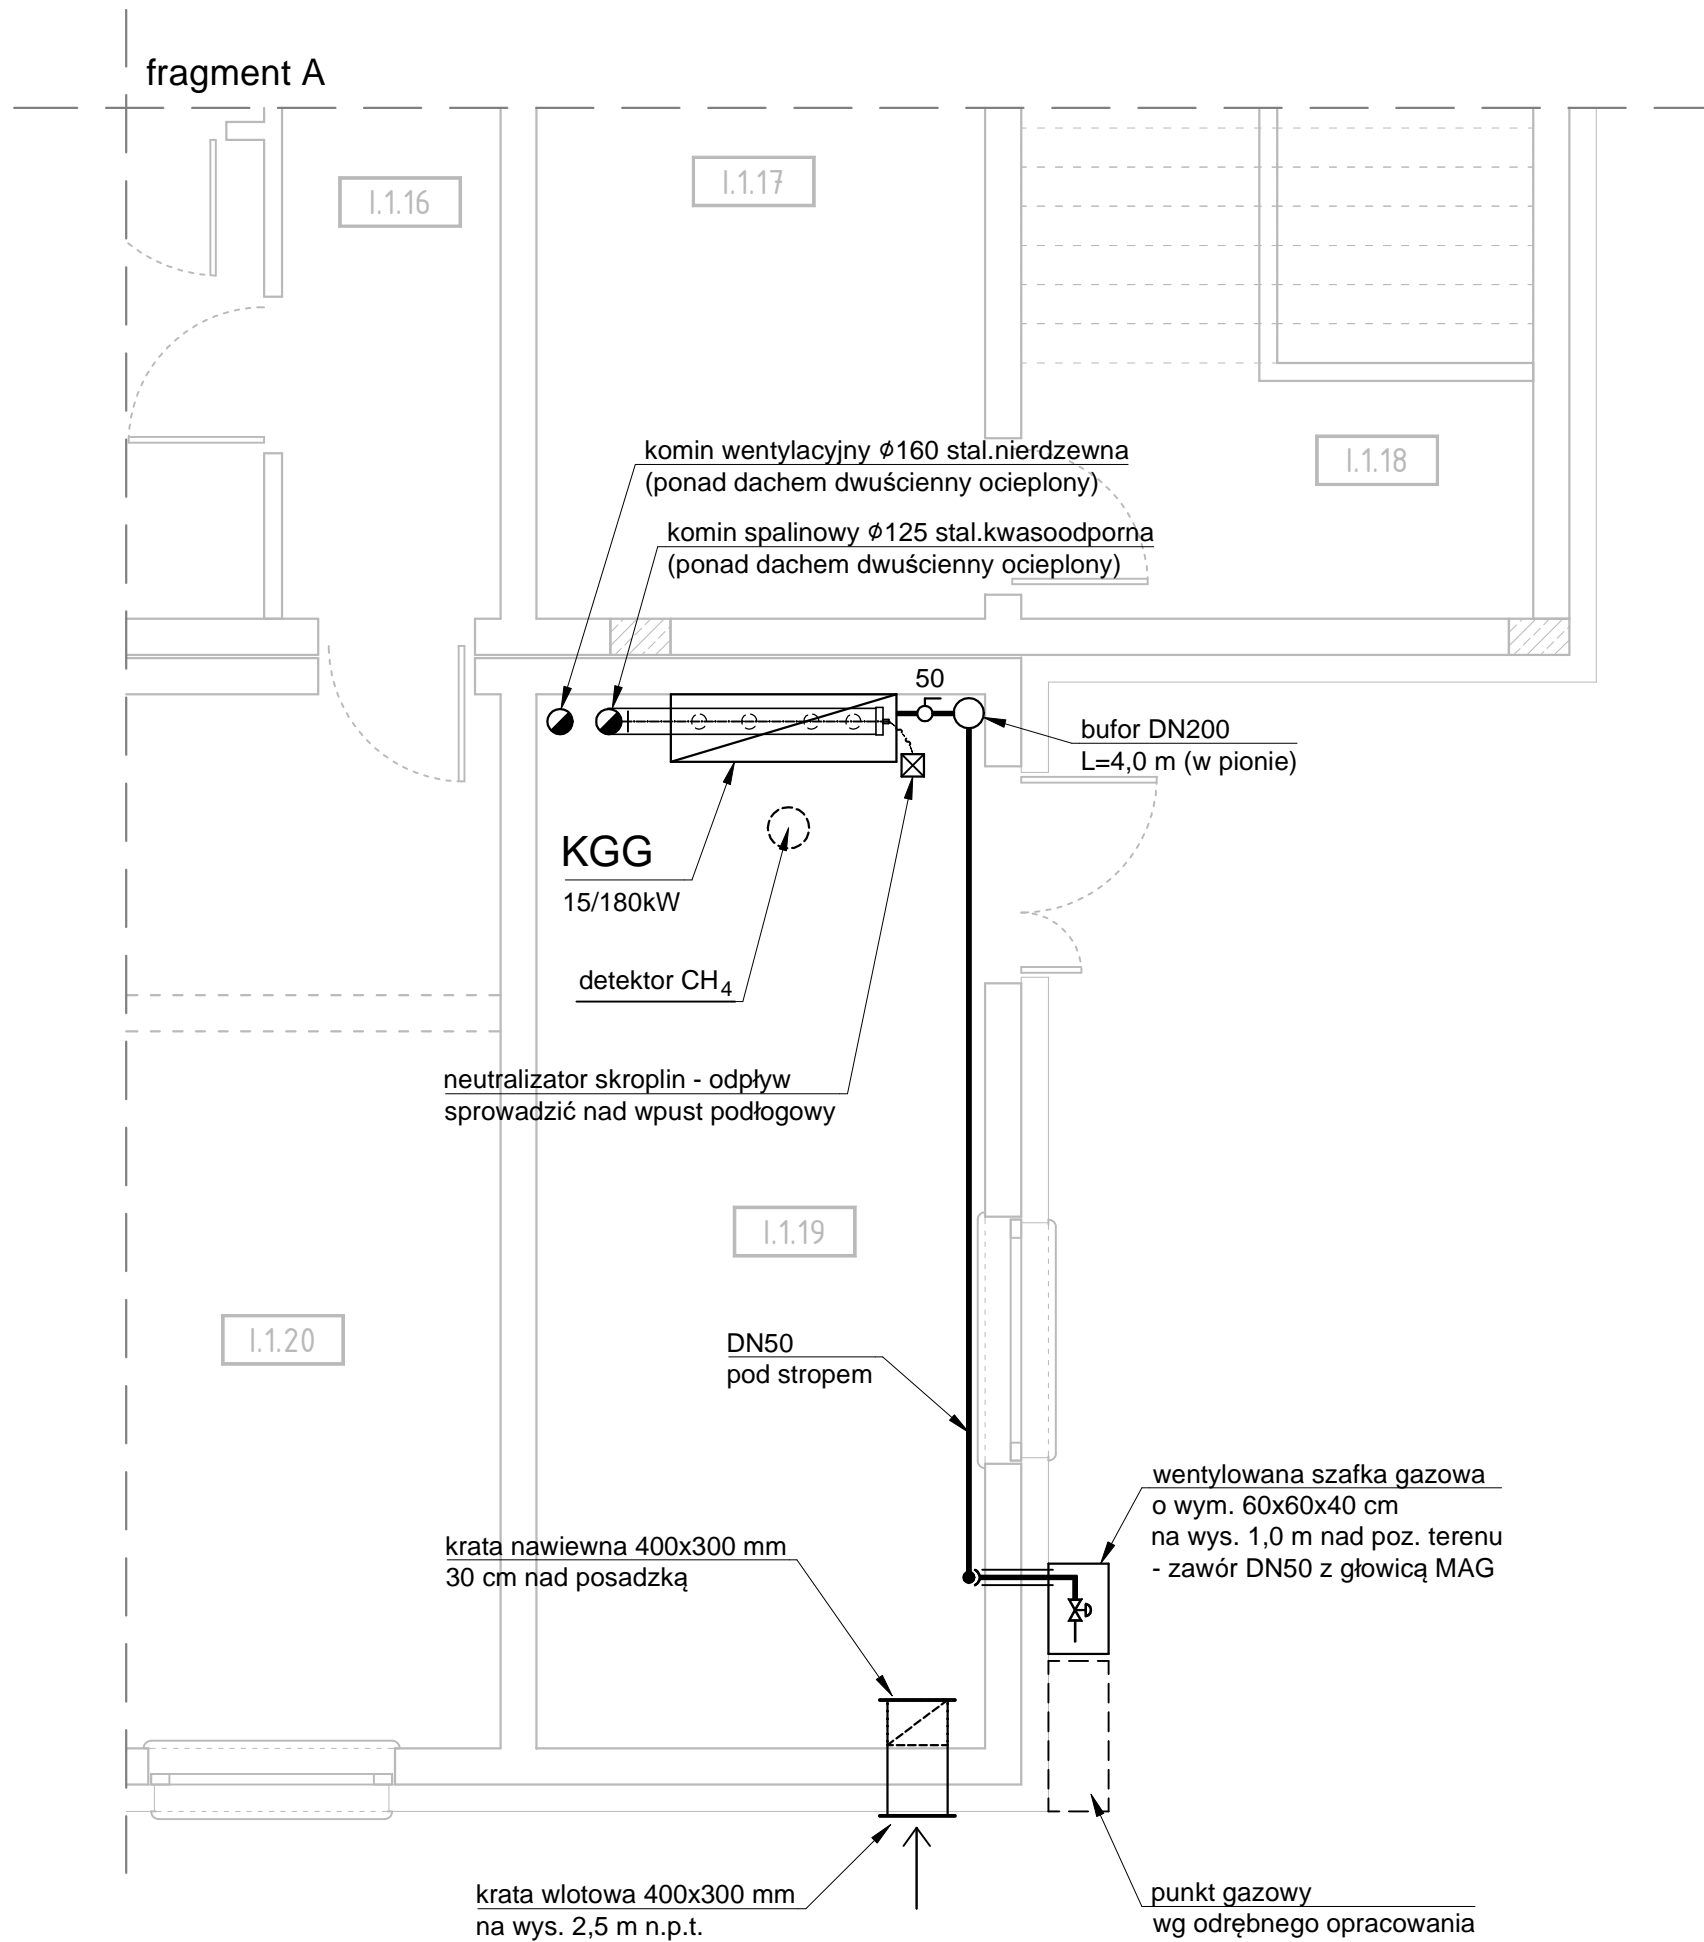 fragment A
I.1.17
I.1.16
komin wentylacyjny ϕ160 stal.nierdzewna
(ponad dachem dwuścienny ocieplony)
I.1.18
komin spalinowy ϕ125 stal.kwasoodporna
(ponad dachem dwuścienny ocieplony)
50
bufor DN200
L=4,0 m (w pionie)
KGG
15/180kW
detektor CH₄
neutralizator skroplin - odpływ
sprowadzić nad wpust podłogowy
I.1.19
I.1.20
DN50
pod stropem
wentylowana szafka gazowa
o wym. 60x60x40 cm
na wys. 1,0 m nad poz. terenu
- zawór DN50 z głowicą MAG
krata nawiewna 400x300 mm
30 cm nad posadzką
krata wlotowa 400x300 mm
na wys. 2,5 m n.p.t.
punkt gazowy
wg odrębnego opracowania